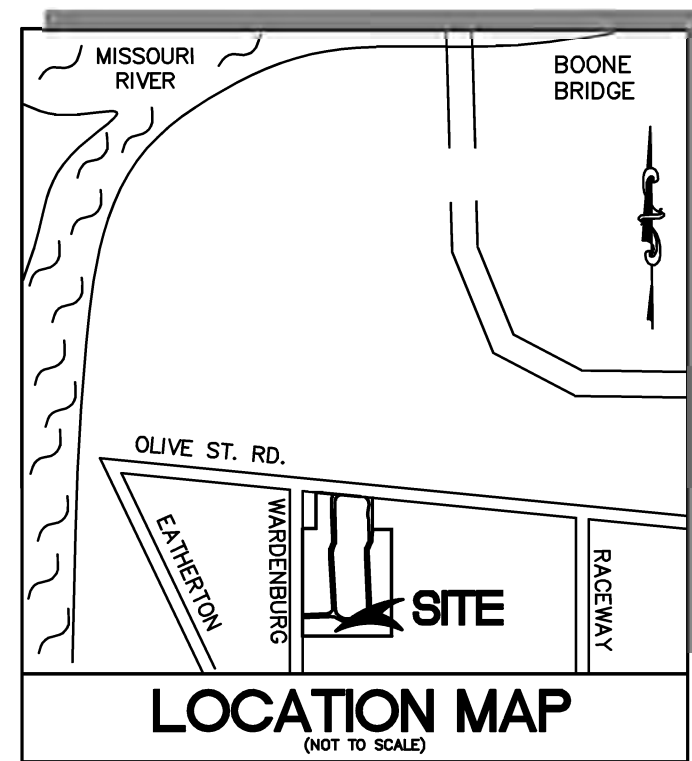 MISSOURI
RIVER
BOONE
BRIDGE
OLIVE ST. RD.
EATHERTON
WARDENBURG
SITE
RACEWAY
LOCATION MAP
(NOT TO SCALE)